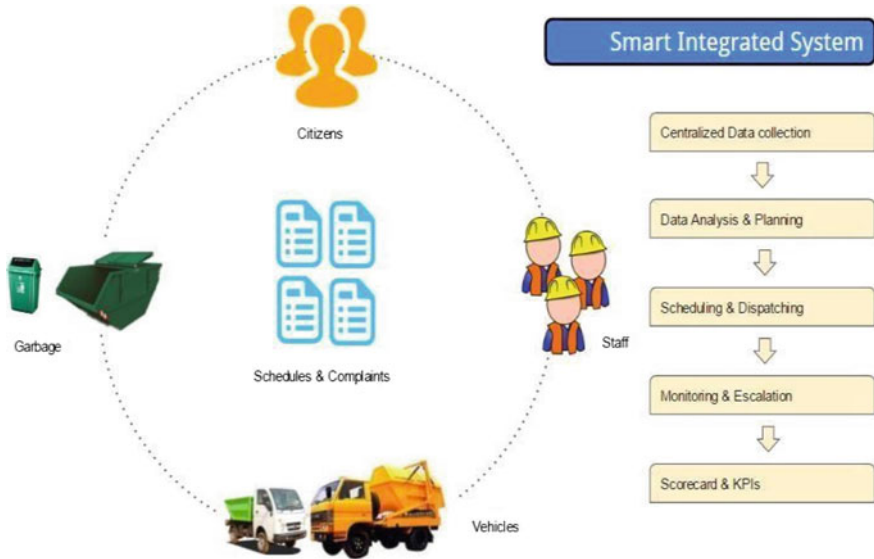 Smart Integrated System
Citizens
Garbage
Schedules & Complaints
Staff
Vehicles
Centralized Data collection
Data Analysis & Planning
Scheduling & Dispatching
Monitoring & Escalation
Scorecard & KPIs